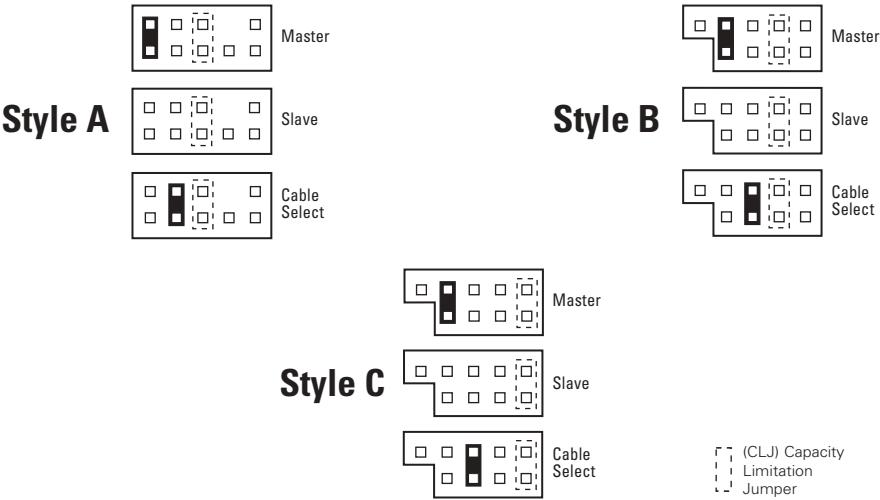 Style A
Master
Slave
Cable
Select
Style B
Master
Slave
Cable
Select
Style C
Master
Slave
Cable
Select
(CLJ) Capacity
Limitation
Jumper